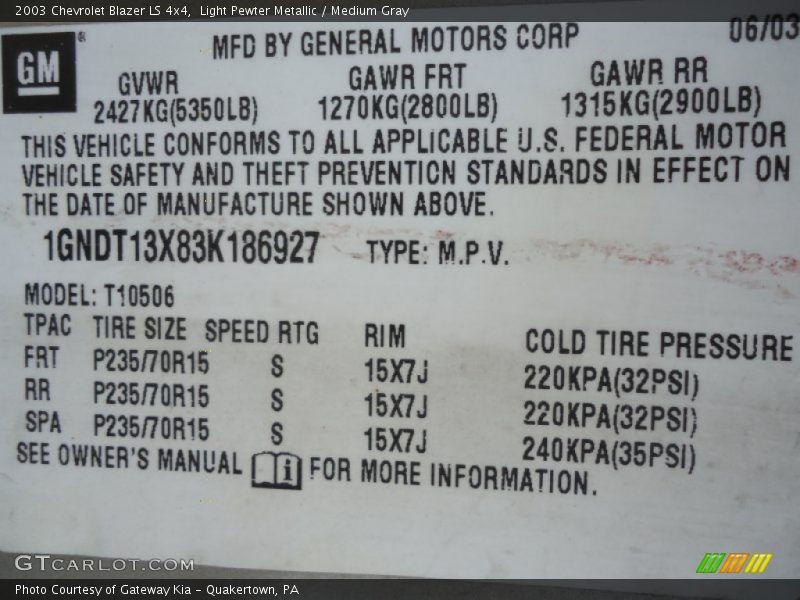 2003 Chevrolet Blazer LS 4x4,  Light Pewter Metallic / Medium Gray
GM®
MFD BY GENERAL MOTORS CORP
06/03
GVWR GAWR FRT GAWR RR
2427KG(5350LB) 1270KG(2800LB) 1315KG(2900LB)
THIS VEHICLE CONFORMS TO ALL APPLICABLE U.S. FEDERAL MOTOR
VEHICLE SAFETY AND THEFT PREVENTION STANDARDS IN EFFECT ON
THE DATE OF MANUFACTURE SHOWN ABOVE.
1GNDT13X83K186927 TYPE: M.P.V.
MODEL: T10506
TPAC TIRE SIZE SPEED RTG RIM COLD TIRE PRESSURE
FRT P235/70R15 S 15X7J 220KPA(32PSI)
RR P235/70R15 S 15X7J 220KPA(32PSI)
SPA P235/70R15 S 15X7J 240KPA(35PSI)
SEE OWNER'S MANUAL i FOR MORE INFORMATION.
GTCARLOT.COM
Photo Courtesy of Gateway Kia – Quakertown, PA